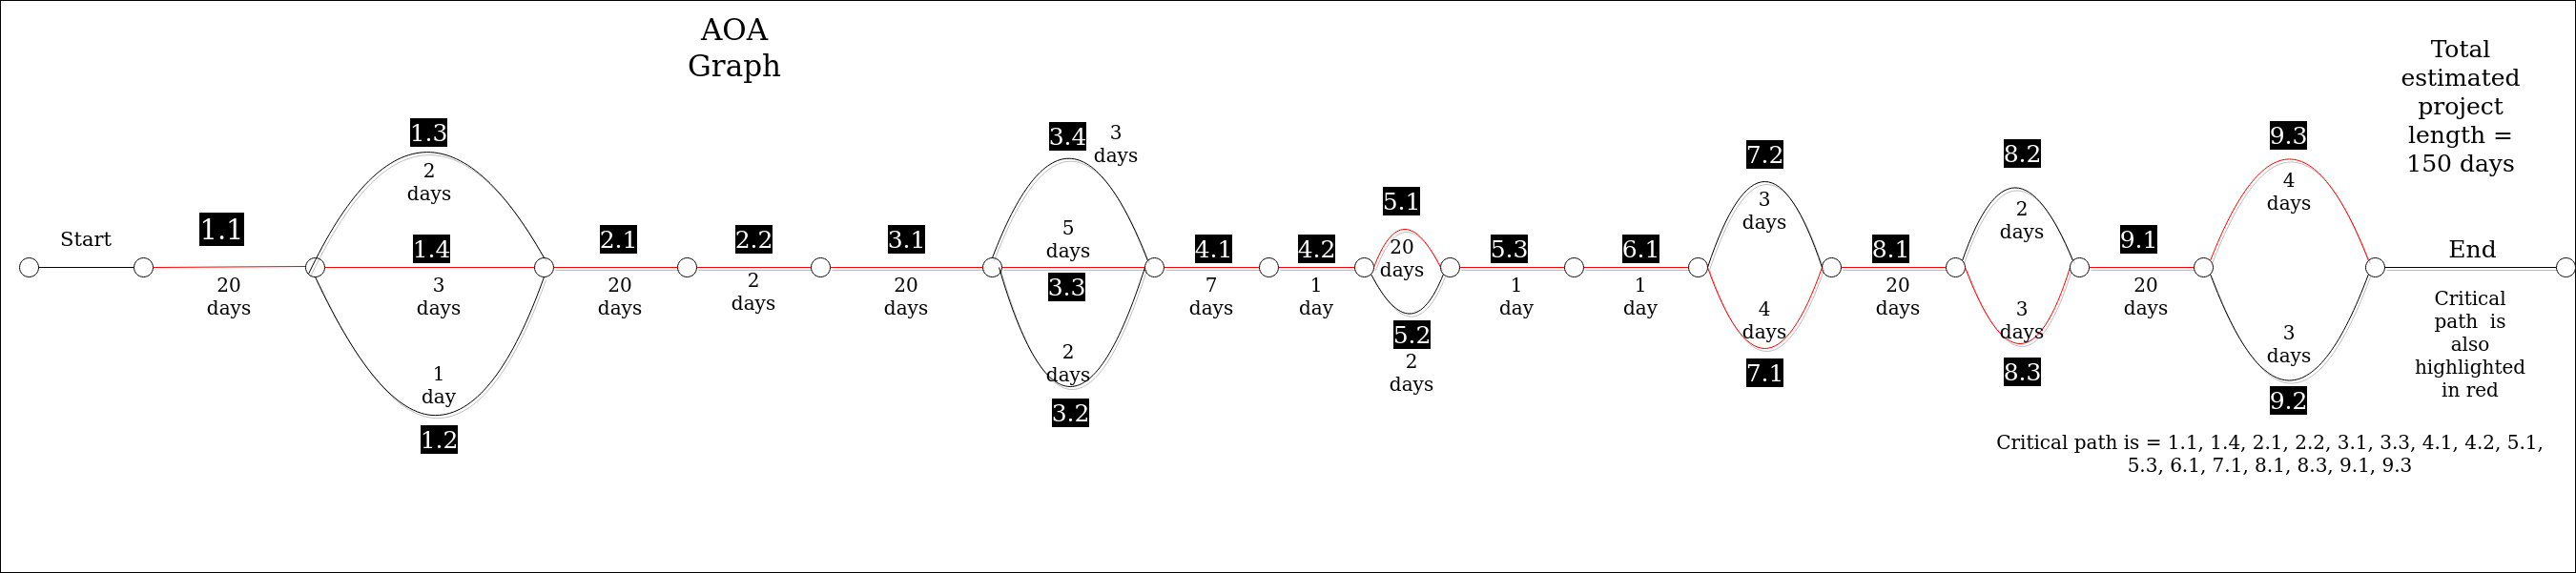 AOA
Graph
Total
estimated
project
length =
150 days
Start
1.1
20
days
1.3
2
days
1.4
3
days
1
day
1.2
2.1
20
days
2.2
2
days
3.1
20
days
3.4
3
days
5
days
3.3
2
days
3.2
4.1
7
days
4.2
1
day
5.1
20
days
5.2
2
days
5.3
1
day
6.1
1
day
7.2
3
days
4
days
7.1
8.1
20
days
8.2
2
days
3
days
8.3
9.1
20
days
9.3
4
days
3
days
9.2
End
Critical
path is
also
highlighted
in red
Critical path is = 1.1, 1.4, 2.1, 2.2, 3.1, 3.3, 4.1, 4.2, 5.1,
5.3, 6.1, 7.1, 8.1, 8.3, 9.1, 9.3